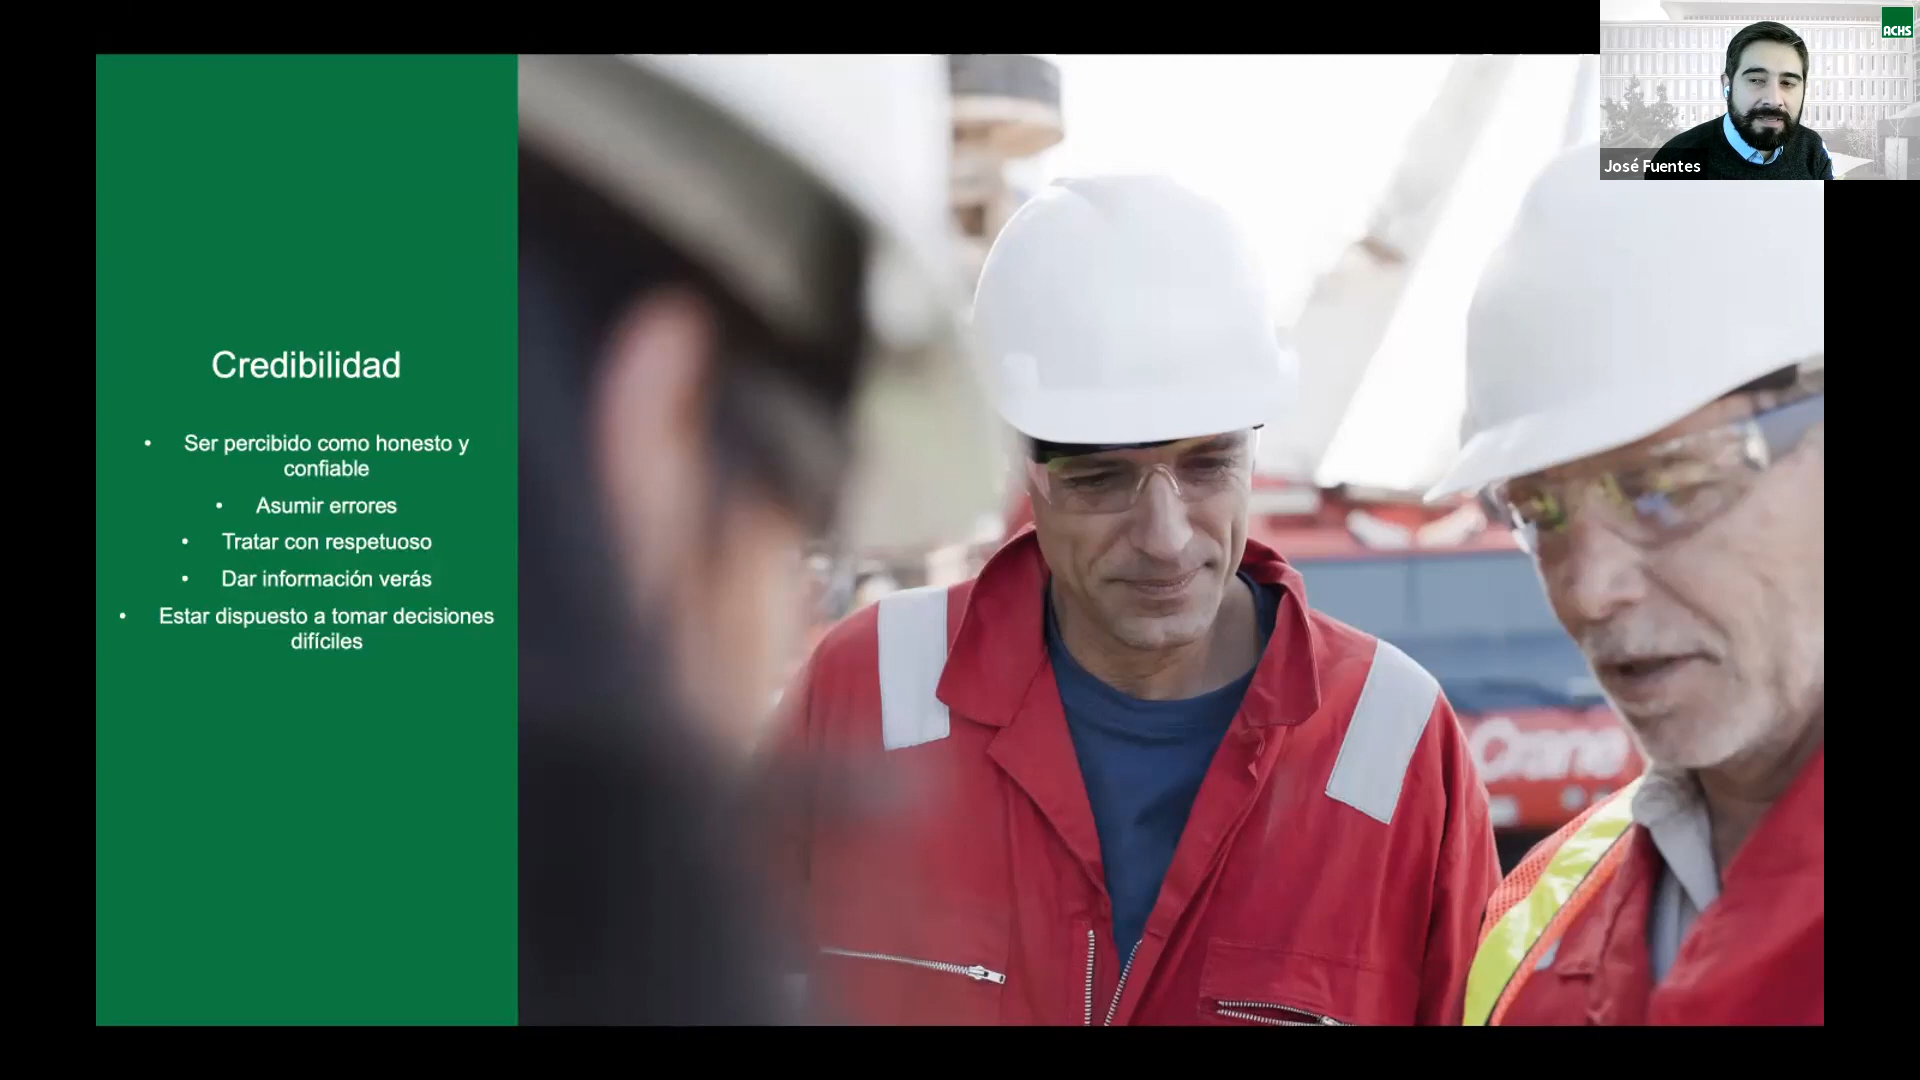 ACHS
José Fuentes
Credibilidad
• Ser percibido como honesto y
confiable
• Asumir errores
• Tratar con respetuoso
• Dar información verás
• Estar dispuesto a tomar decisiones
difíciles
Crane